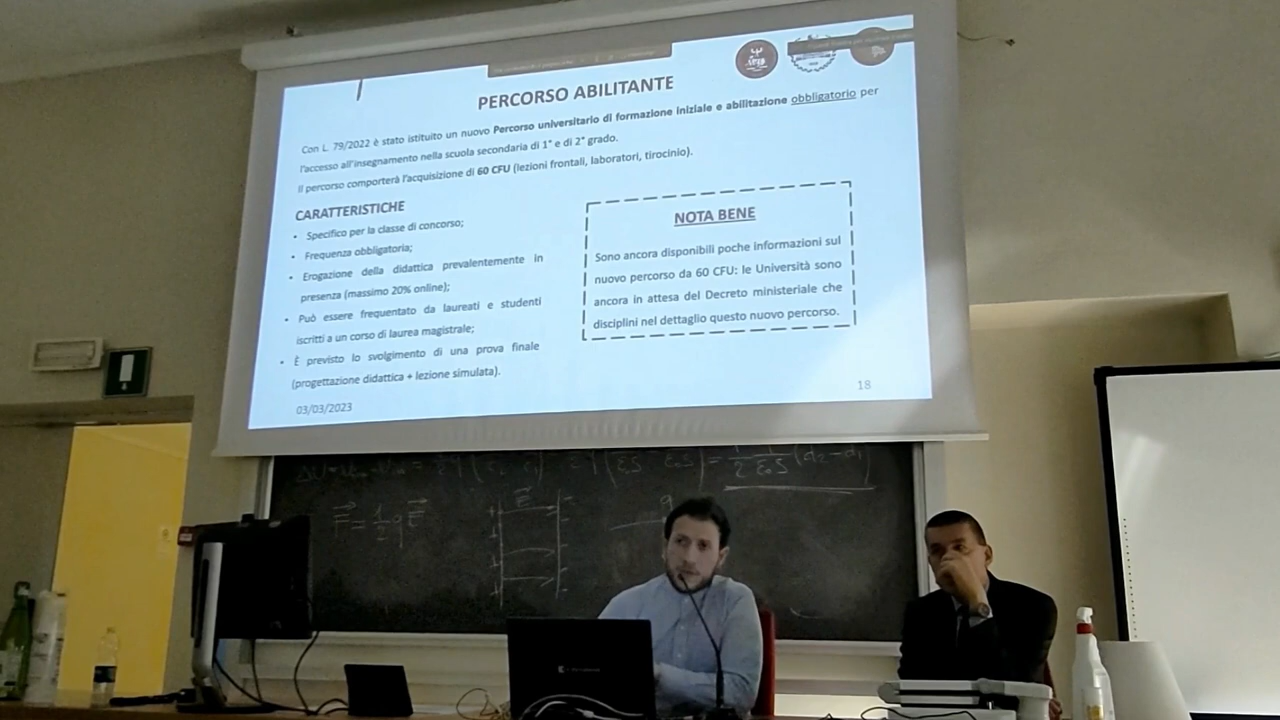 PERCORSO ABILITANTE
Con L. 79/2022 è stato istituito un nuovo Percorso universitario di formazione iniziale e abilitazione obbligatorio per
l'accesso all'insegnamento nella scuola secondaria di 1° e di 2° grado.
Il percorso comporterà l'acquisizione di 60 CFU (lezioni frontali, laboratori, tirocinio).
CARATTERISTICHE
• Specifico per la classe di concorso;
• Frequenza obbligatoria;
• Erogazione della didattica prevalentemente in
presenza (massimo 20% online);
• Può essere frequentato da laureati e studenti
iscritti a un corso di laurea magistrale;
• È previsto lo svolgimento di una prova finale
(progettazione didattica + lezione simulata).
NOTA BENE
Sono ancora disponibili poche informazioni sul
nuovo percorso da 60 CFU: le Università sono
ancora in attesa del Decreto ministeriale che
disciplini nel dettaglio questo nuovo percorso.
03/03/2023
18